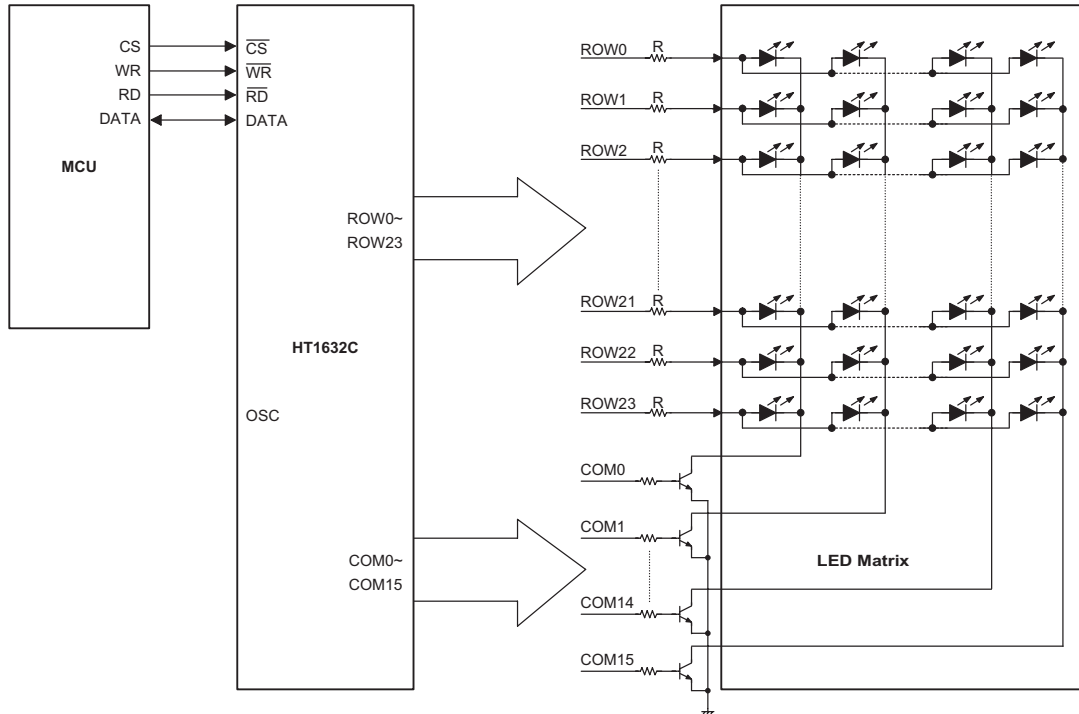 CS
WR
RD
DATA
MCU
CS
WR
RD
DATA
ROW0~
ROW23
HT1632C
OSC
COM0~
COM15
ROW0 R
ROW1 R
ROW2 R
ROW21 R
ROW22 R
ROW23 R
COM0
COM1
COM14
COM15
LED Matrix